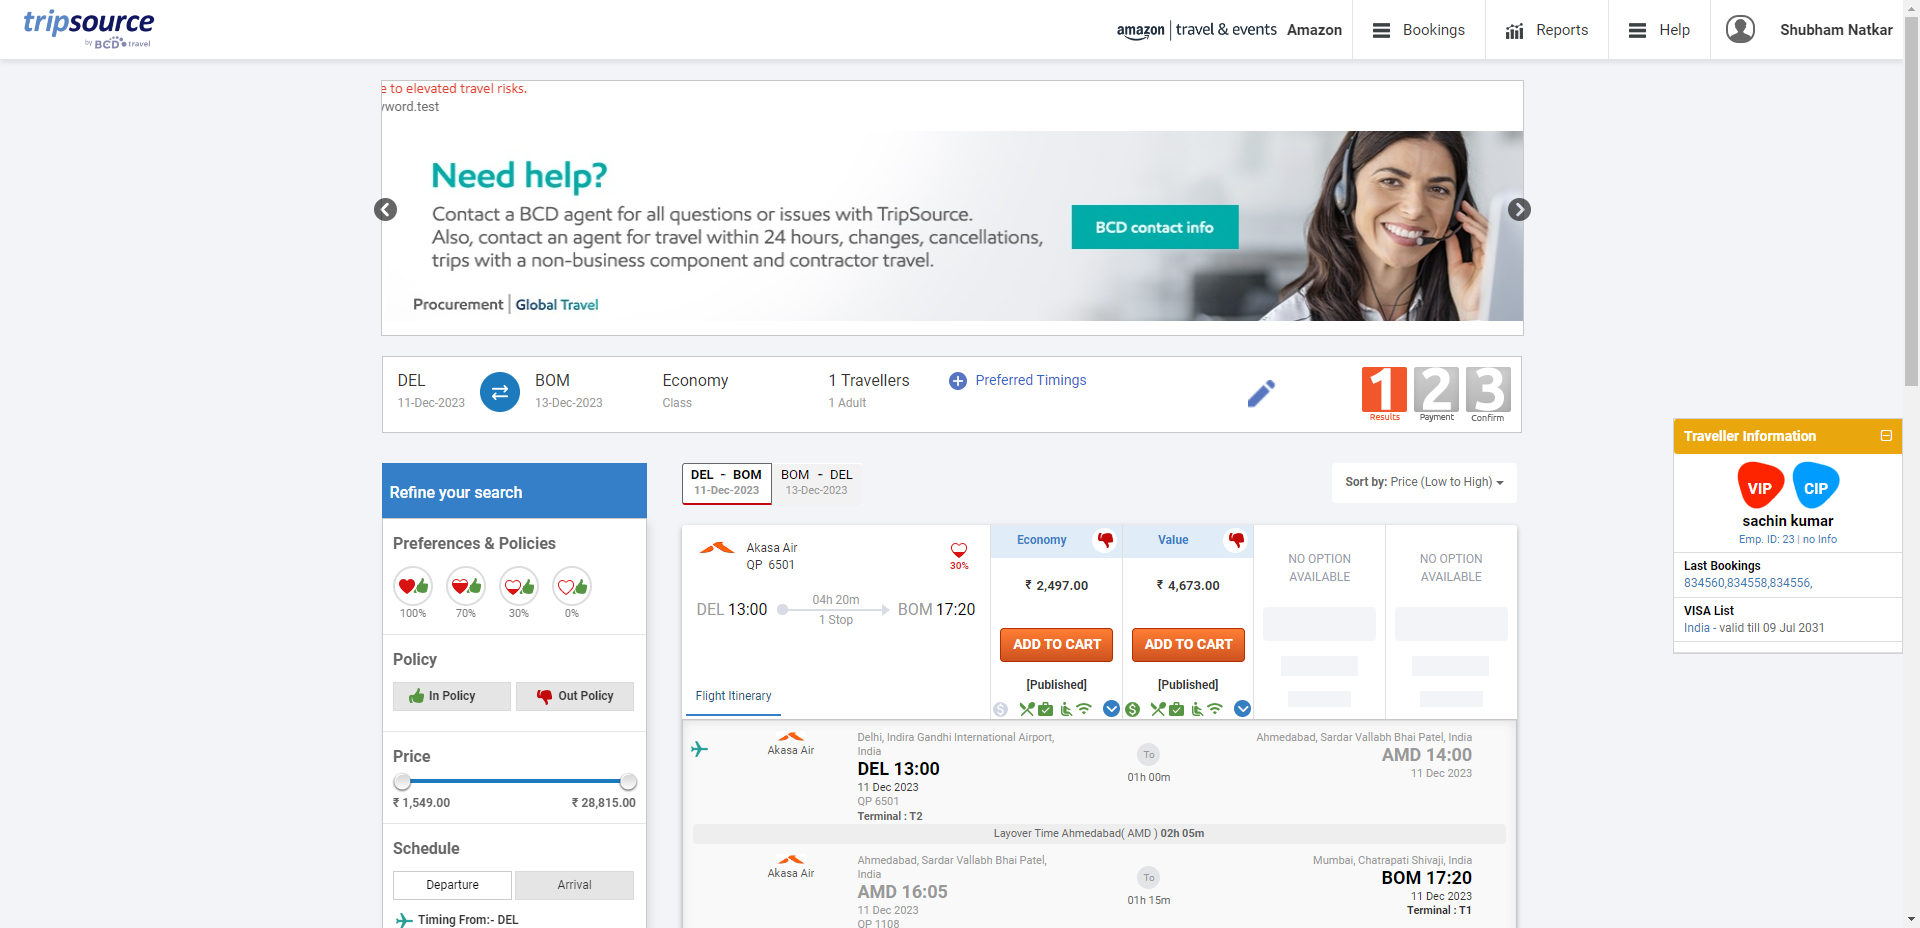 tripsource
by BCD travel
amazon | travel & events Amazon
Bookings
Reports
Help
Shubham Natkar
e to elevated travel risks.
word.test
Need help?
Contact a BCD agent for all questions or issues with TripSource.
Also, contact an agent for travel within 24 hours, changes, cancellations,
trips with a non-business component and contractor travel.
BCD contact info
Procurement | Global Travel
DEL
11-Dec-2023
BOM
13-Dec-2023
Economy
Class
1 Travellers
1 Adult
Preferred Timings
1 2 3
Results Payment Confirm
Traveller Information
VIP CIP
sachin kumar
Emp. ID: 23 | no Info
Last Bookings
834560,834558,834556,
VISA List
India - valid till 09 Jul 2031
Refine your search
Preferences & Policies
100% 70% 30% 0%
Policy
In Policy Out Policy
Price
₹ 1,549.00 ₹ 28,815.00
Schedule
Departure Arrival
Timing From:- DEL
DEL - BOM
11-Dec-2023
BOM - DEL
13-Dec-2023
Sort by: Price (Low to High)
Akasa Air
QP 6501
30%
DEL 13:00
04h 20m
1 Stop
BOM 17:20
Flight Itinerary
Economy
₹ 2,497.00
ADD TO CART
[Published]
Value
₹ 4,673.00
ADD TO CART
[Published]
NO OPTION
AVAILABLE
NO OPTION
AVAILABLE
Akasa Air
Delhi, Indira Gandhi International Airport,
India
DEL 13:00
11 Dec 2023
QP 6501
Terminal : T2
To
01h 00m
Ahmedabad, Sardar Vallabh Bhai Patel, India
AMD 14:00
11 Dec 2023
Layover Time Ahmedabad( AMD ) 02h 05m
Akasa Air
Ahmedabad, Sardar Vallabh Bhai Patel,
India
AMD 16:05
11 Dec 2023
QP 1108
To
01h 15m
Mumbai, Chatrapati Shivaji, India
BOM 17:20
11 Dec 2023
Terminal : T1